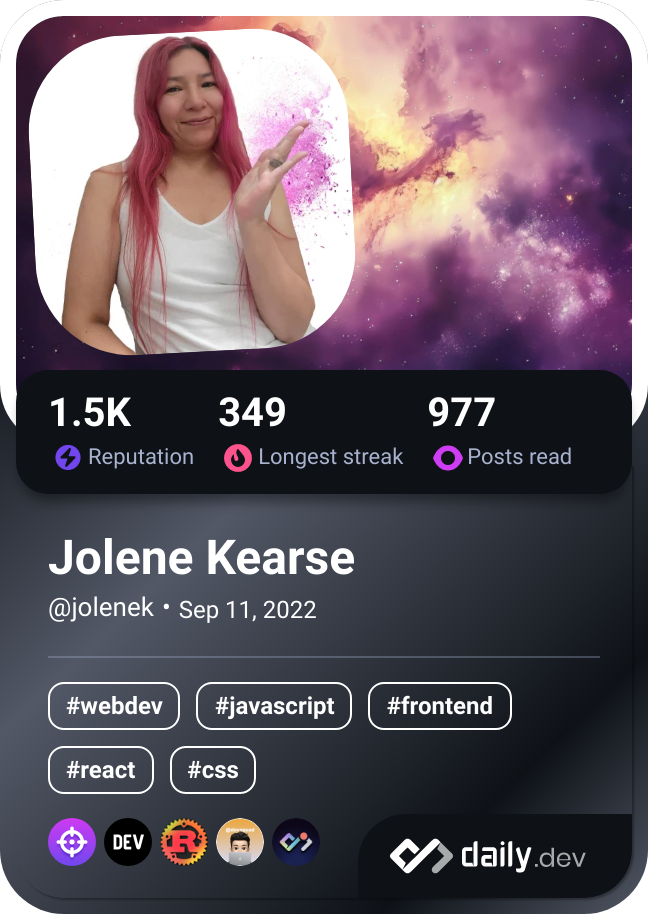 1.5K 349 977
Reputation Longest streak Posts read
Jolene Kearse
@jolenek • Sep 11, 2022
#webdev #javascript #frontend
#react #css
DEV R
daily.dev